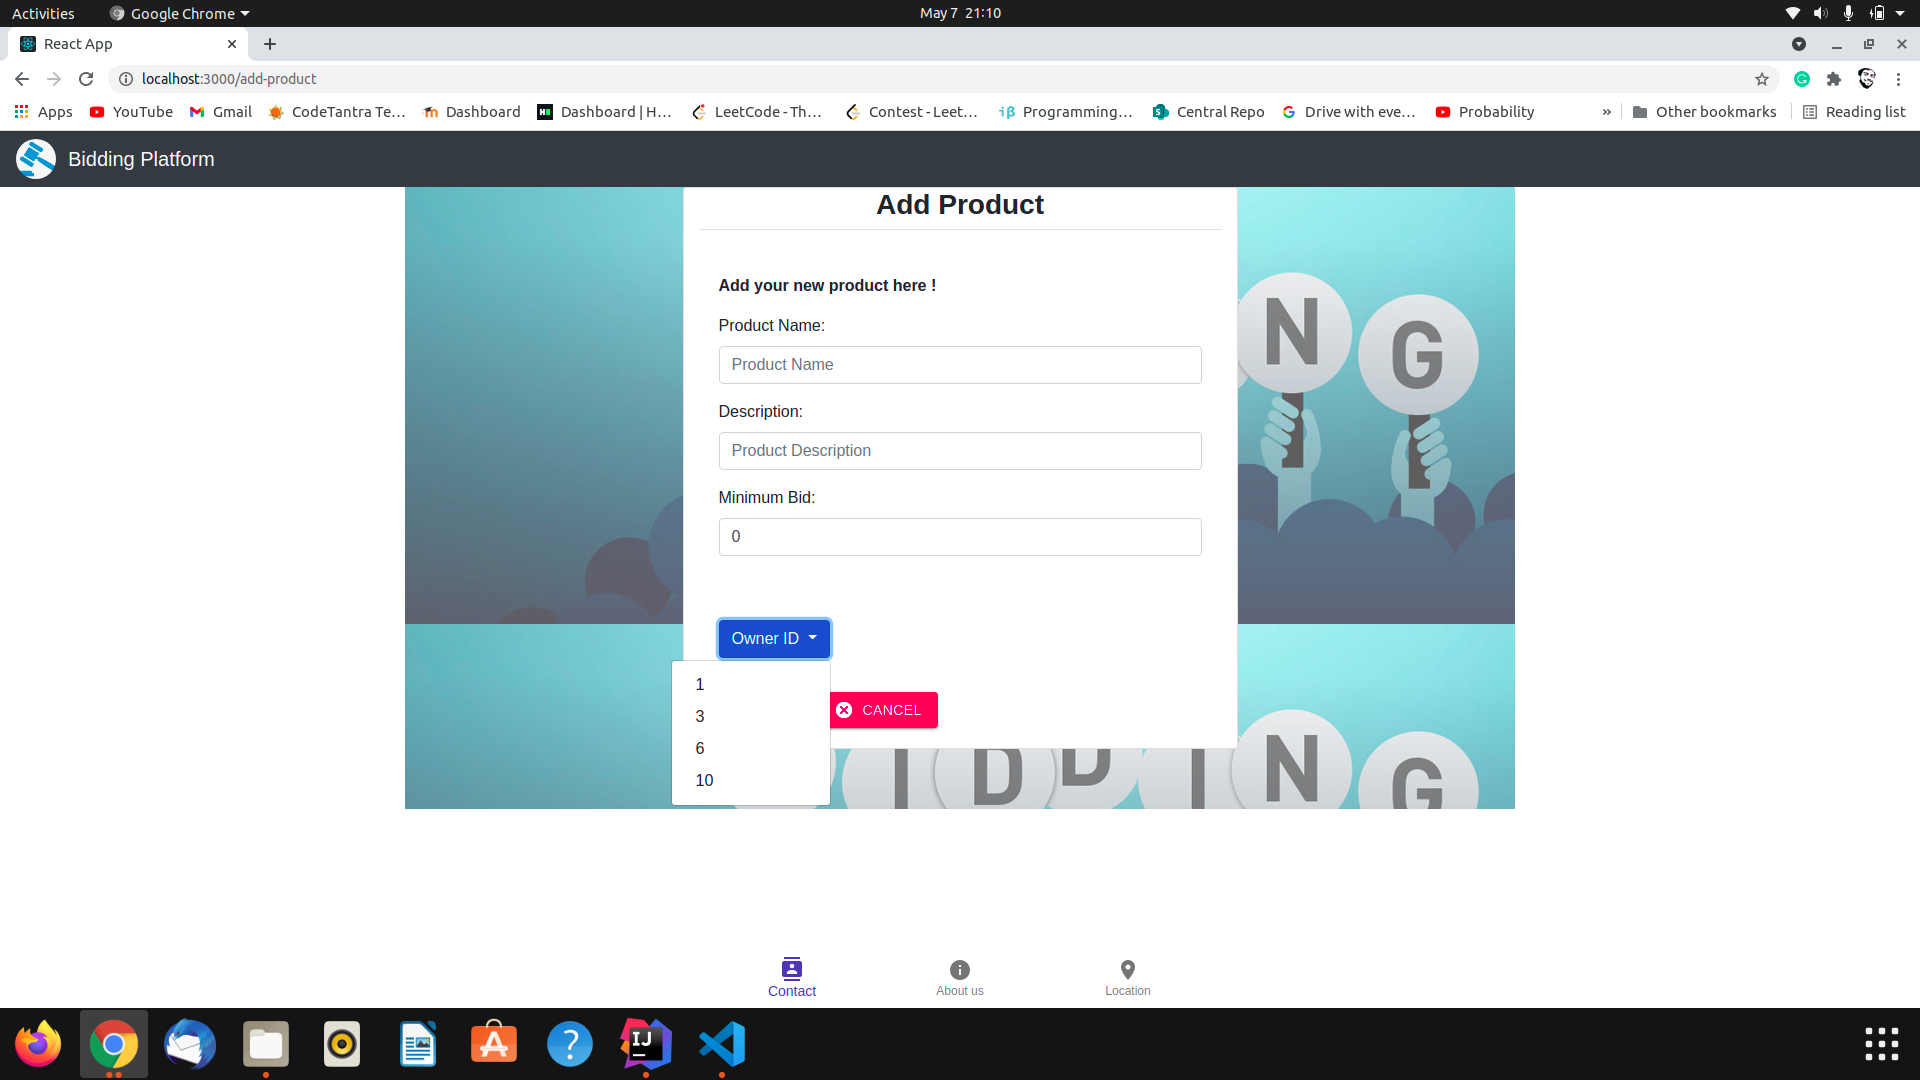 Activities
Google Chrome
May 7 21:10
React App
localhost:3000/add-product
Apps
YouTube
Gmail
CodeTantra Te…
Dashboard
Dashboard | H…
LeetCode - Th…
Contest - Leet…
Programming…
Central Repo
Drive with eve…
Probability
»
Other bookmarks
Reading list
Bidding Platform
Add Product
Add your new product here !
Product Name:
Product Name
Description:
Product Description
Minimum Bid:
0
Owner ID
1
3
6
10
CANCEL
N G
I D D I N G
Contact
About us
Location
IJ